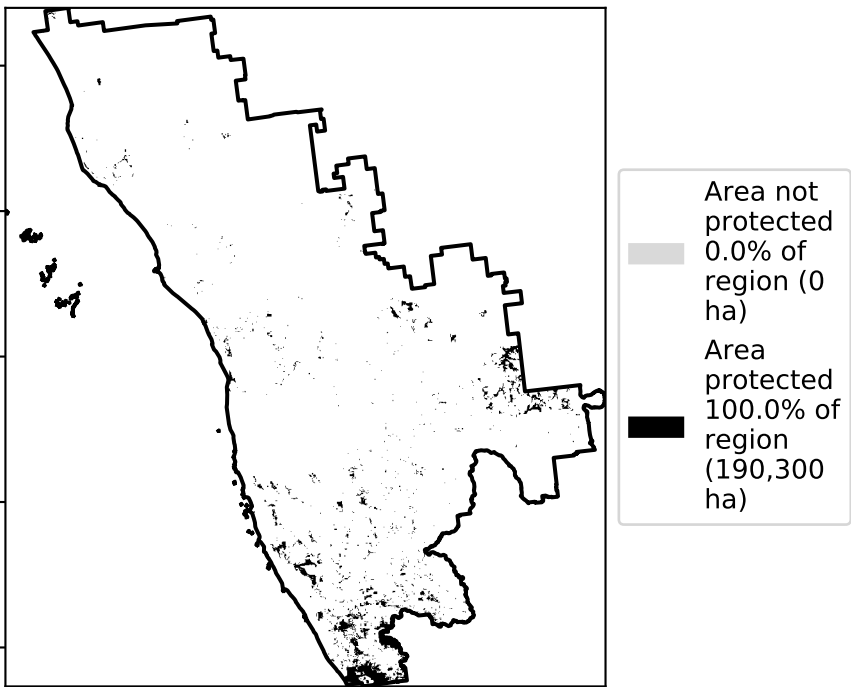 Area not
protected
0.0% of
region (0
ha)
Area
protected
100.0% of
region
(190,300
ha)